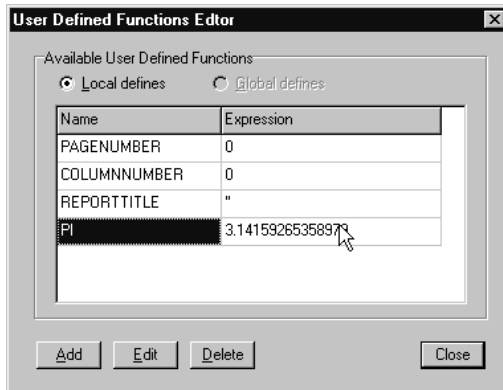 User Defined Functions Edtor
Available User Defined Functions
Local defines Global defines
Name Expression
PAGENUMBER 0
COLUMNNUMBER 0
REPORTTITLE "
PI 3.14159265358979
Add Edit Delete Close